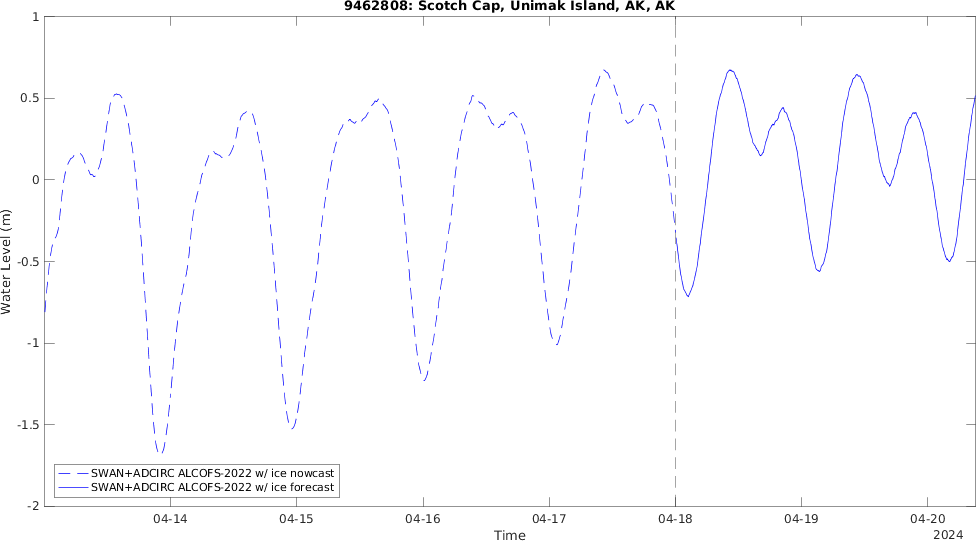 9462808: Scotch Cap, Unimak Island, AK, AK
1
0.5
0
-0.5
-1
-1.5
-2
Water Level (m)
SWAN+ADCIRC ALCOFS-2022 w/ ice nowcast
SWAN+ADCIRC ALCOFS-2022 w/ ice forecast
04-14 04-15 04-16 04-17 04-18 04-19 04-20
Time
2024